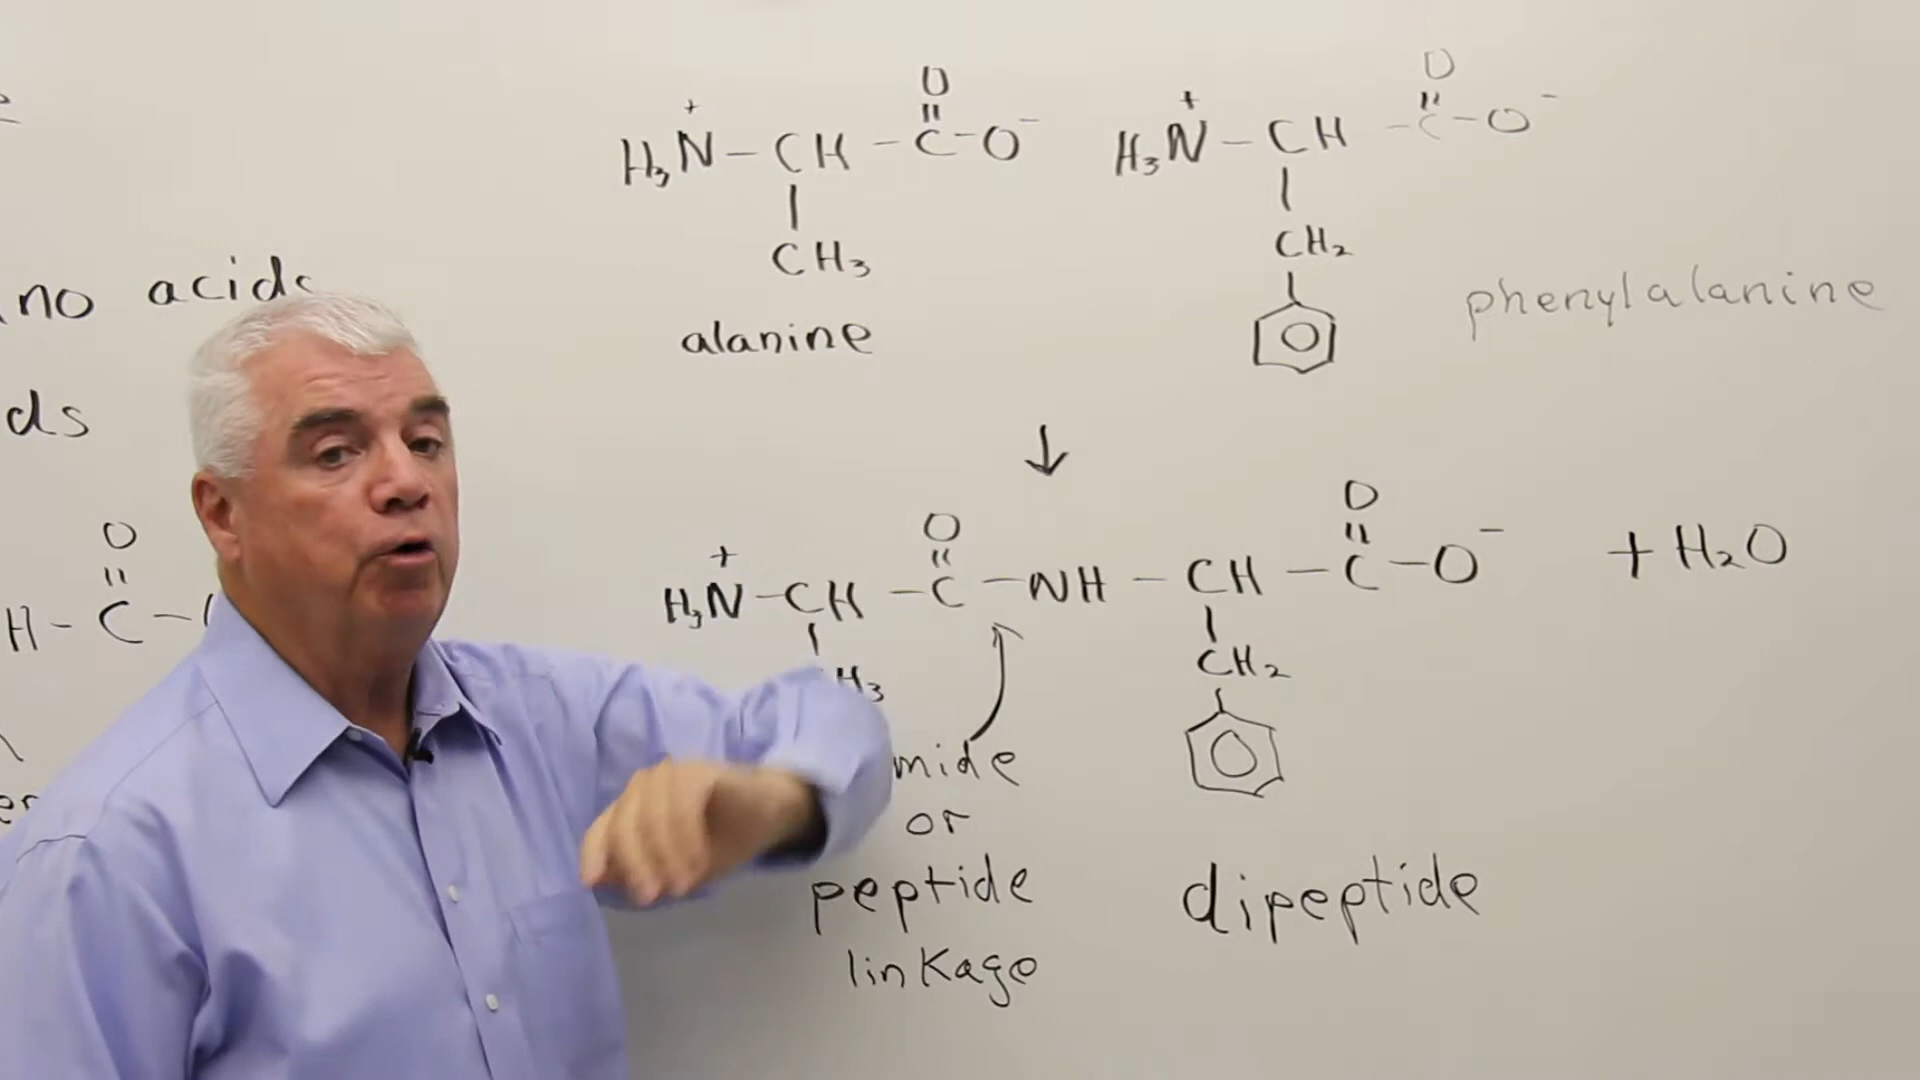 no acids
ds
O
||
H - C -
O
||
H₃N⁺ - CH - C - O⁻
|
CH₃
alanine
O
||
H₃N⁺ - CH - C - O⁻
|
CH₂
|
phenylalanine
↓
O O
|| ||
H₃N⁺ - CH - C - NH - CH - C - O⁻ + H₂O
| |
H₃ CH₂
|
mide
or
peptide
linkage
dipeptide